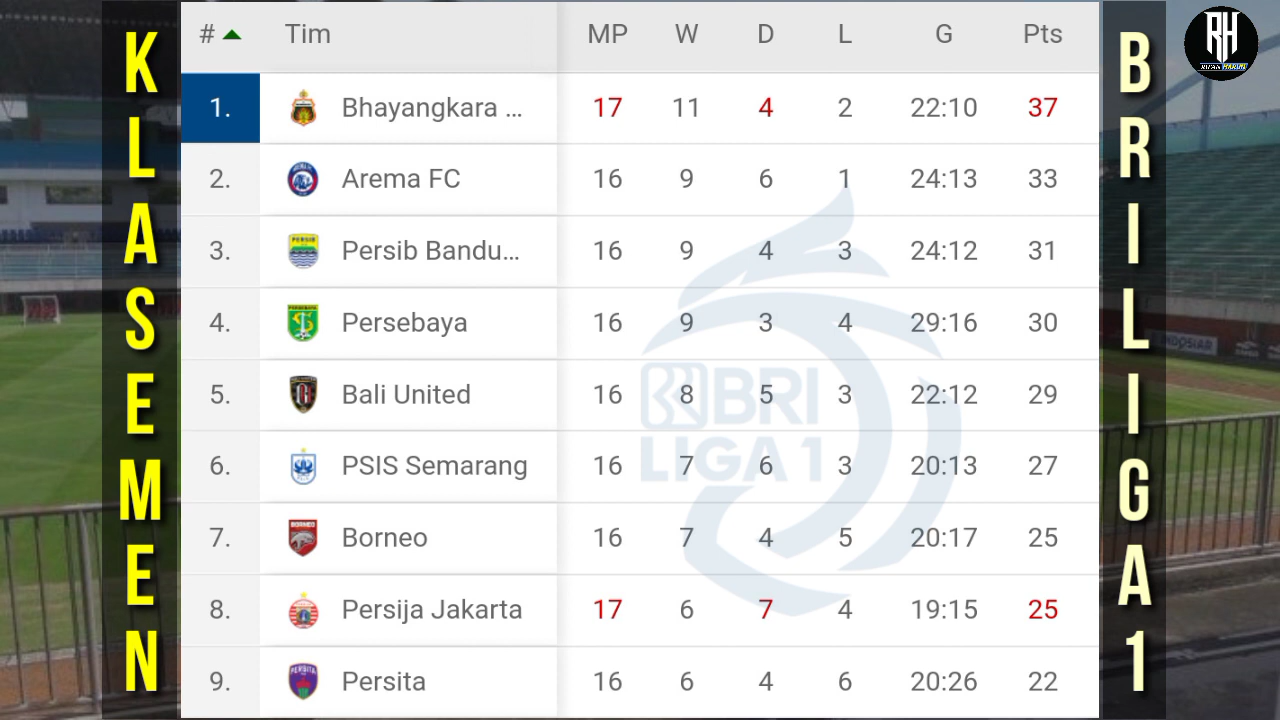 KLASEMEN
# Tim MP W D L G Pts
1. Bhayangkara ... 17 11 4 2 22:10 37
2. Arema FC 16 9 6 1 24:13 33
3. Persib Bandu... 16 9 4 3 24:12 31
4. Persebaya 16 9 3 4 29:16 30
5. Bali United 16 8 5 3 22:12 29
6. PSIS Semarang 16 7 6 3 20:13 27
7. Borneo 16 7 4 5 20:17 25
8. Persija Jakarta 17 6 7 4 19:15 25
9. Persita 16 6 4 6 20:26 22
BRI
LIGA 1
BRI LIGA 1
RH
PERSIB
BORNEO
PERSITA
INDOSIAR